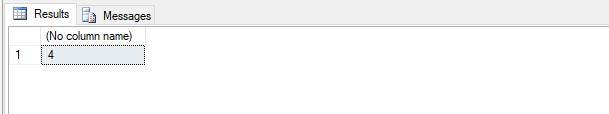 Results Messages
(No column name)
1 4